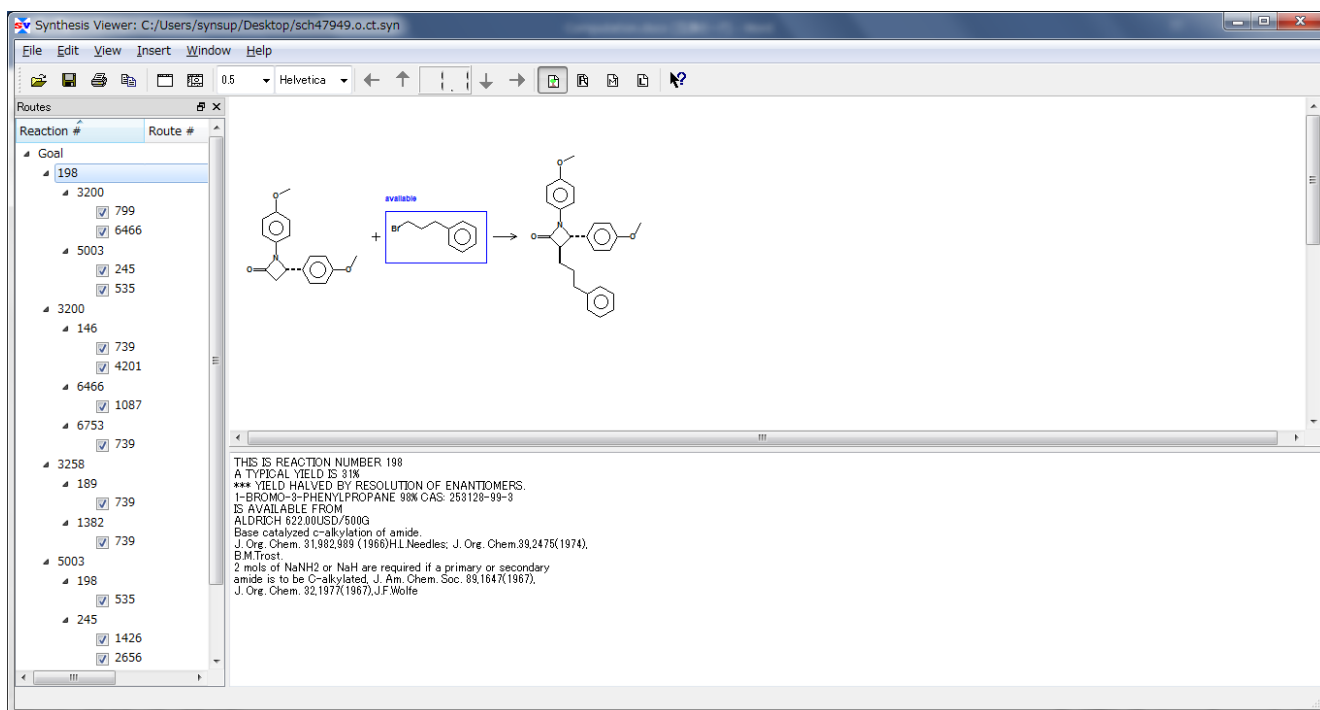 Synthesis Viewer: C:/Users/synsup/Desktop/sch47949.o.ct.syn
File Edit View Insert Window Help
0.5 Helvetica
Routes
Reaction # Route #
Goal
198
3200
799
6466
5003
245
535
3200
146
739
4201
6466
1087
6753
739
3258
189
739
1382
739
5003
198
535
245
1426
2656
O
N
O
O
+
available
Br
O
N
O
O
THIS IS REACTION NUMBER 198
A TYPICAL YIELD IS 31%
*** YIELD HALVED BY RESOLUTION OF ENANTIOMERS.
1-BROMO-3-PHENYLPROPANE 98% CAS: 253128-99-3
IS AVAILABLE FROM
ALDRICH 622.00USD/500G
Base catalyzed c-alkylation of amide.
J. Org. Chem. 31,982,989 (1966)H.L.Needles; J. Org. Chem.39,2475(1974),
B.M.Trost.
2 mols of NaNH2 or NaH are required if a primary or secondary
amide is to be C-alkylated, J. Am. Chem. Soc. 89,1647(1967),
J. Org. Chem. 32,1977(1967),J.F.Wolfe